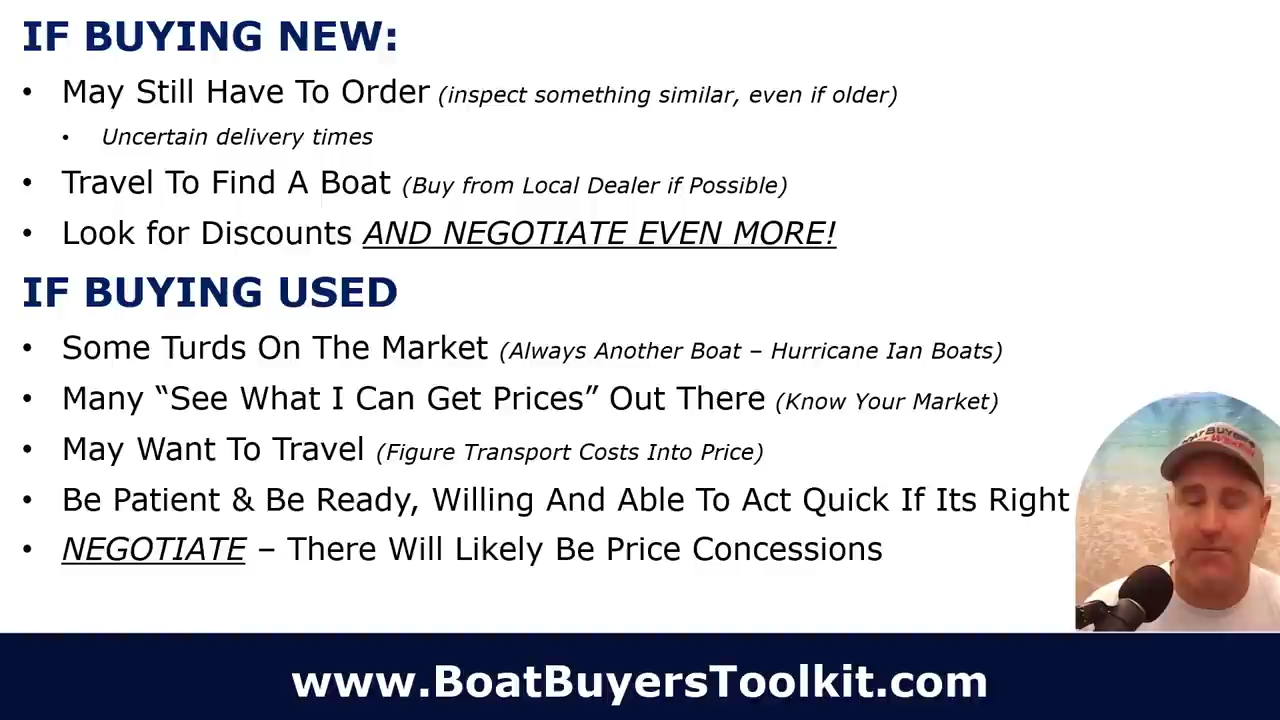 IF BUYING NEW:
• May Still Have To Order (inspect something similar, even if older)
• Uncertain delivery times
• Travel To Find A Boat (Buy from Local Dealer if Possible)
• Look for Discounts AND NEGOTIATE EVEN MORE!
IF BUYING USED
• Some Turds On The Market (Always Another Boat – Hurricane Ian Boats)
• Many “See What I Can Get Prices” Out There (Know Your Market)
• May Want To Travel (Figure Transport Costs Into Price)
• Be Patient & Be Ready, Willing And Able To Act Quick If Its Right
• NEGOTIATE – There Will Likely Be Price Concessions
www.BoatBuyersToolkit.com